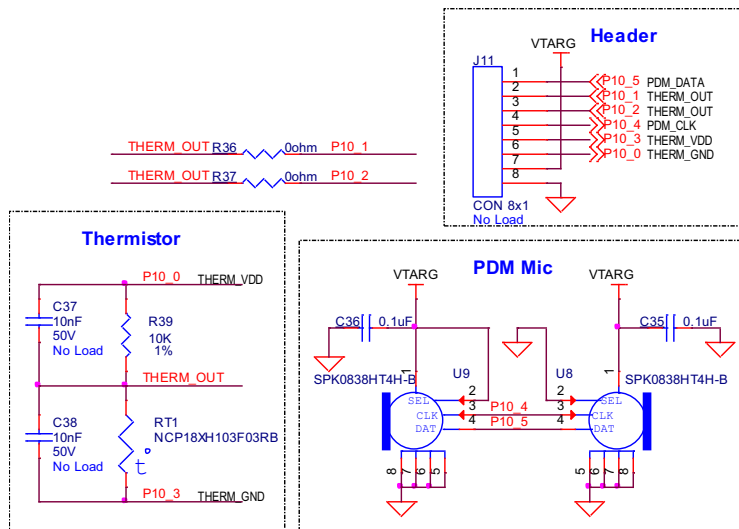 Header
VTARG
J11
1 P10_5 PDM_DATA
2 P10_1 THERM_OUT
3 P10_2 THERM_OUT
4 P10_4 PDM_CLK
5 P10_3 THERM_VDD
6 P10_0 THERM_GND
7
8
CON 8x1
No Load
THERM_OUT R36 0ohm P10_1
THERM_OUT R37 0ohm P10_2
Thermistor
P10_0 THERM_VDD
C37
10nF
50V
No Load
R39
10K
1%
THERM_OUT
C38
10nF
50V
No Load
RT1
NCP18XH103F03RB
t°
P10_3 THERM_GND
PDM Mic
VTARG VTARG
C36 0.1uF C35 0.1uF
1 1
SPK0838HT4H-B U9 U8 SPK0838HT4H-B
SEL 2 2 SEL
CLK 3 P10_4 3 CLK
DAT 4 P10_5 4 DAT
8 7 6 5 5 6 7 8